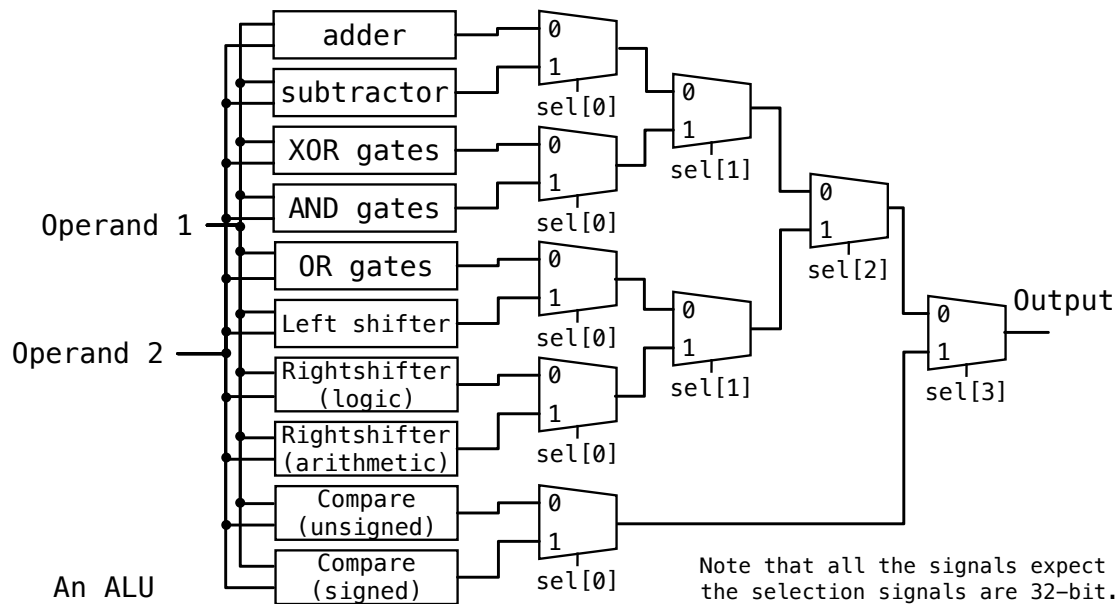 adder
subtractor
XOR gates
AND gates
OR gates
Left shifter
Rightshifter
(logic)
Rightshifter
(arithmetic)
Compare
(unsigned)
Compare
(signed)
Operand 1
Operand 2
0
1
sel[0]
0
1
sel[0]
0
1
sel[0]
0
1
sel[0]
0
1
sel[0]
0
1
sel[1]
0
1
sel[1]
0
1
sel[2]
0
1
sel[3]
Output
An ALU
Note that all the signals expect
the selection signals are 32-bit.